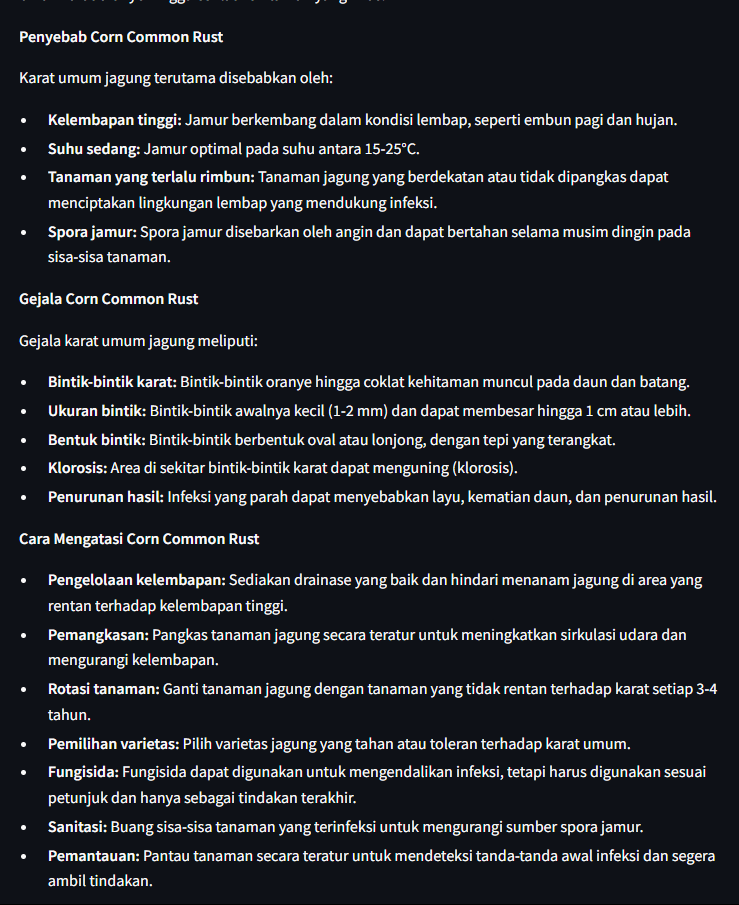 Penyebab Corn Common Rust
Karat umum jagung terutama disebabkan oleh:
Kelembapan tinggi: Jamur berkembang dalam kondisi lembap, seperti embun pagi dan hujan.
Suhu sedang: Jamur optimal pada suhu antara 15-25°C.
Tanaman yang terlalu rimbun: Tanaman jagung yang berdekatan atau tidak dipangkas dapat
menciptakan lingkungan lembap yang mendukung infeksi.
Spora jamur: Spora jamur disebarkan oleh angin dan dapat bertahan selama musim dingin pada
sisa-sisa tanaman.
Gejala Corn Common Rust
Gejala karat umum jagung meliputi:
Bintik-bintik karat: Bintik-bintik oranye hingga coklat kehitaman muncul pada daun dan batang.
Ukuran bintik: Bintik-bintik awalnya kecil (1-2 mm) dan dapat membesar hingga 1 cm atau lebih.
Bentuk bintik: Bintik-bintik berbentuk oval atau lonjong, dengan tepi yang terangkat.
Klorosis: Area di sekitar bintik-bintik karat dapat menguning (klorosis).
Penurunan hasil: Infeksi yang parah dapat menyebabkan layu, kematian daun, dan penurunan hasil.
Cara Mengatasi Corn Common Rust
Pengelolaan kelembapan: Sediakan drainase yang baik dan hindari menanam jagung di area yang
rentan terhadap kelembapan tinggi.
Pemangkasan: Pangkas tanaman jagung secara teratur untuk meningkatkan sirkulasi udara dan
mengurangi kelembapan.
Rotasi tanaman: Ganti tanaman jagung dengan tanaman yang tidak rentan terhadap karat setiap 3-4
tahun.
Pemilihan varietas: Pilih varietas jagung yang tahan atau toleran terhadap karat umum.
Fungisida: Fungisida dapat digunakan untuk mengendalikan infeksi, tetapi harus digunakan sesuai
petunjuk dan hanya sebagai tindakan terakhir.
Sanitasi: Buang sisa-sisa tanaman yang terinfeksi untuk mengurangi sumber spora jamur.
Pemantauan: Pantau tanaman secara teratur untuk mendeteksi tanda-tanda awal infeksi dan segera
ambil tindakan.